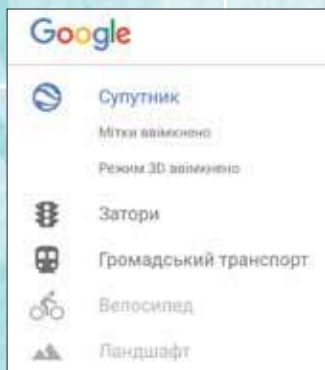 Google
Супутник
Мітки ввімкнено
Режим 3D ввімкнено
Затори
Громадський транспорт
Велосипед
Ландшафт